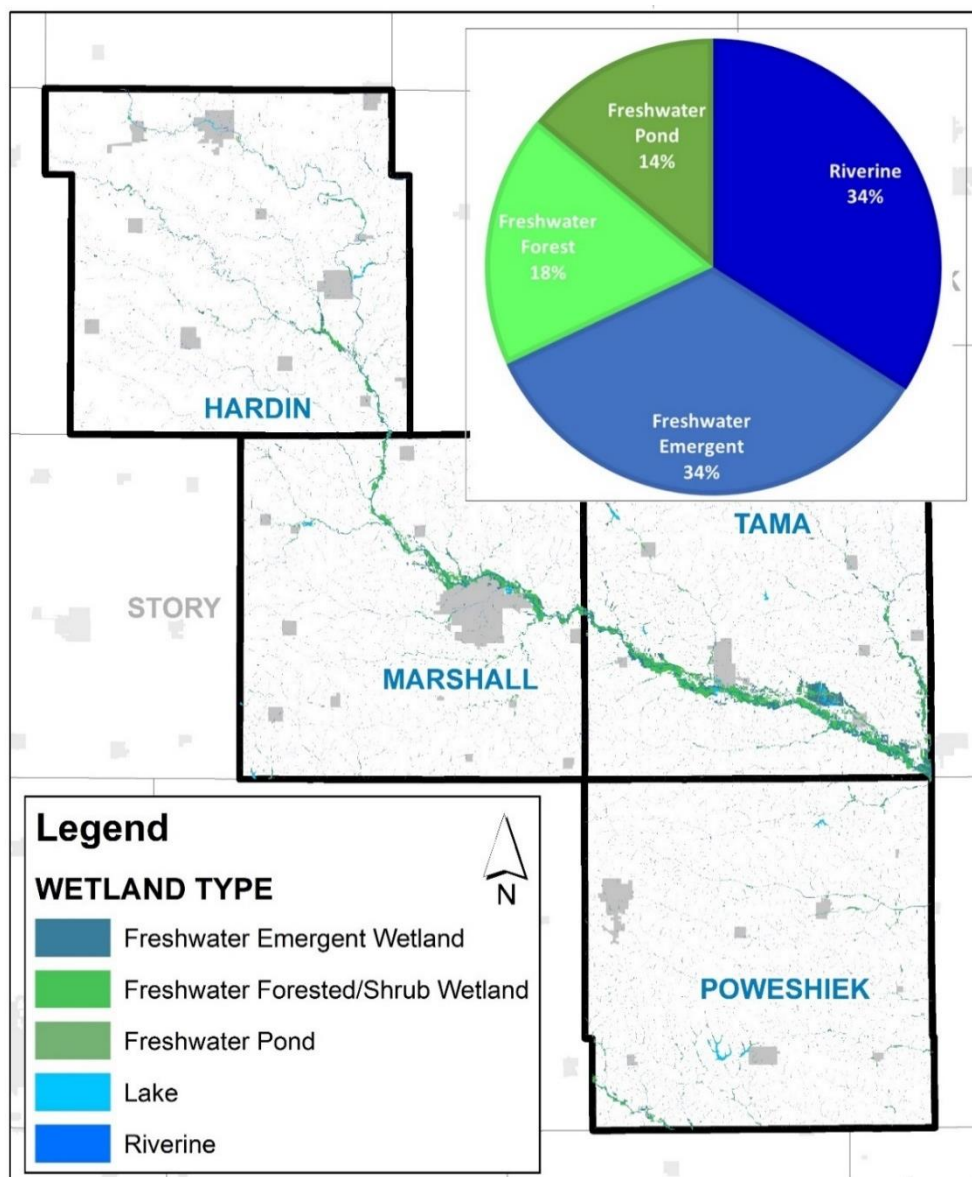 Freshwater
Pond
14%
Riverine
34%
Freshwater
Forest
18%
Freshwater
Emergent
34%
HARDIN
TAMA
STORY
MARSHALL
POWESHIEK
Legend
N
WETLAND TYPE
Freshwater Emergent Wetland
Freshwater Forested/Shrub Wetland
Freshwater Pond
Lake
Riverine